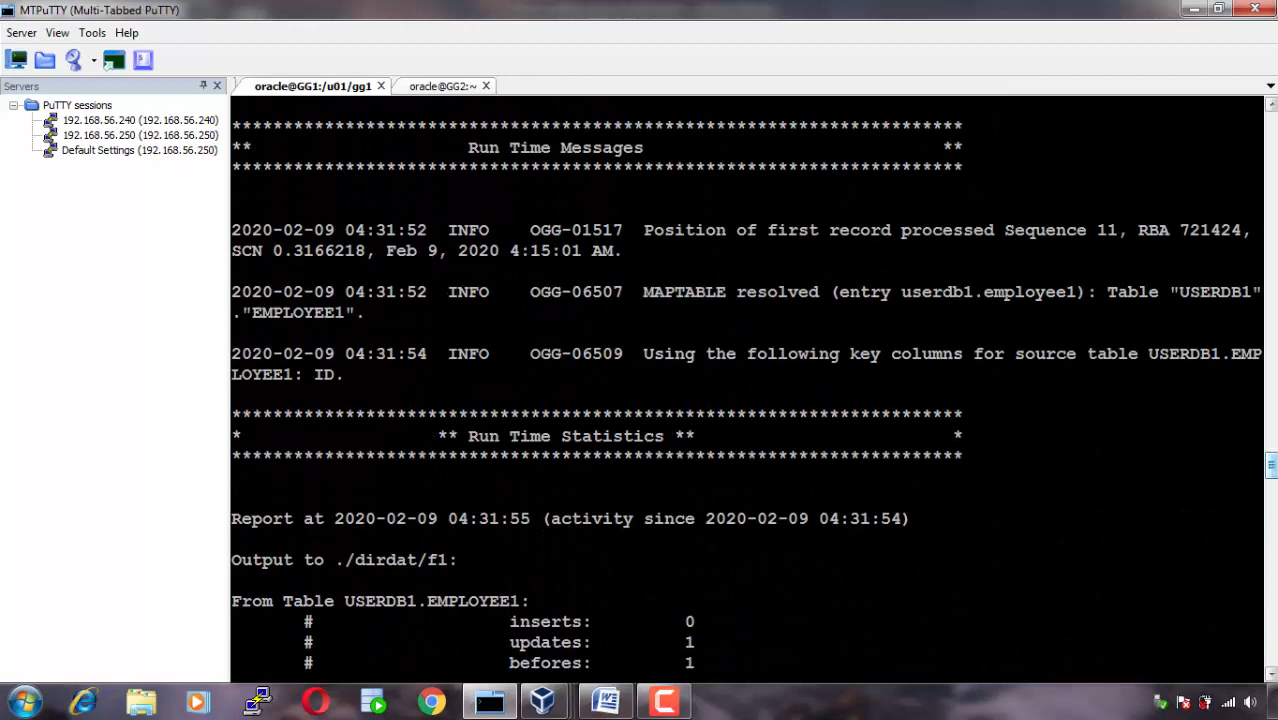 MTPuTTY (Multi-Tabbed PuTTY)
Server View Tools Help
Servers
oracle@GG1:/u01/gg1
oracle@GG2:~
PuTTY sessions
192.168.56.240 (192.168.56.240)
192.168.56.250 (192.168.56.250)
Default Settings (192.168.56.250)
***********************************************************************
** Run Time Messages **
***********************************************************************
2020-02-09 04:31:52 INFO OGG-01517 Position of first record processed Sequence 11, RBA 721424,
SCN 0.3166218, Feb 9, 2020 4:15:01 AM.
2020-02-09 04:31:52 INFO OGG-06507 MAPTABLE resolved (entry userdb1.employee1): Table "USERDB1"
."EMPLOYEE1".
2020-02-09 04:31:54 INFO OGG-06509 Using the following key columns for source table USERDB1.EMP
LOYEE1: ID.
***********************************************************************
* ** Run Time Statistics ** *
***********************************************************************
Report at 2020-02-09 04:31:55 (activity since 2020-02-09 04:31:54)
Output to ./dirdat/f1:
From Table USERDB1.EMPLOYEE1:
# inserts: 0
# updates: 1
# befores: 1